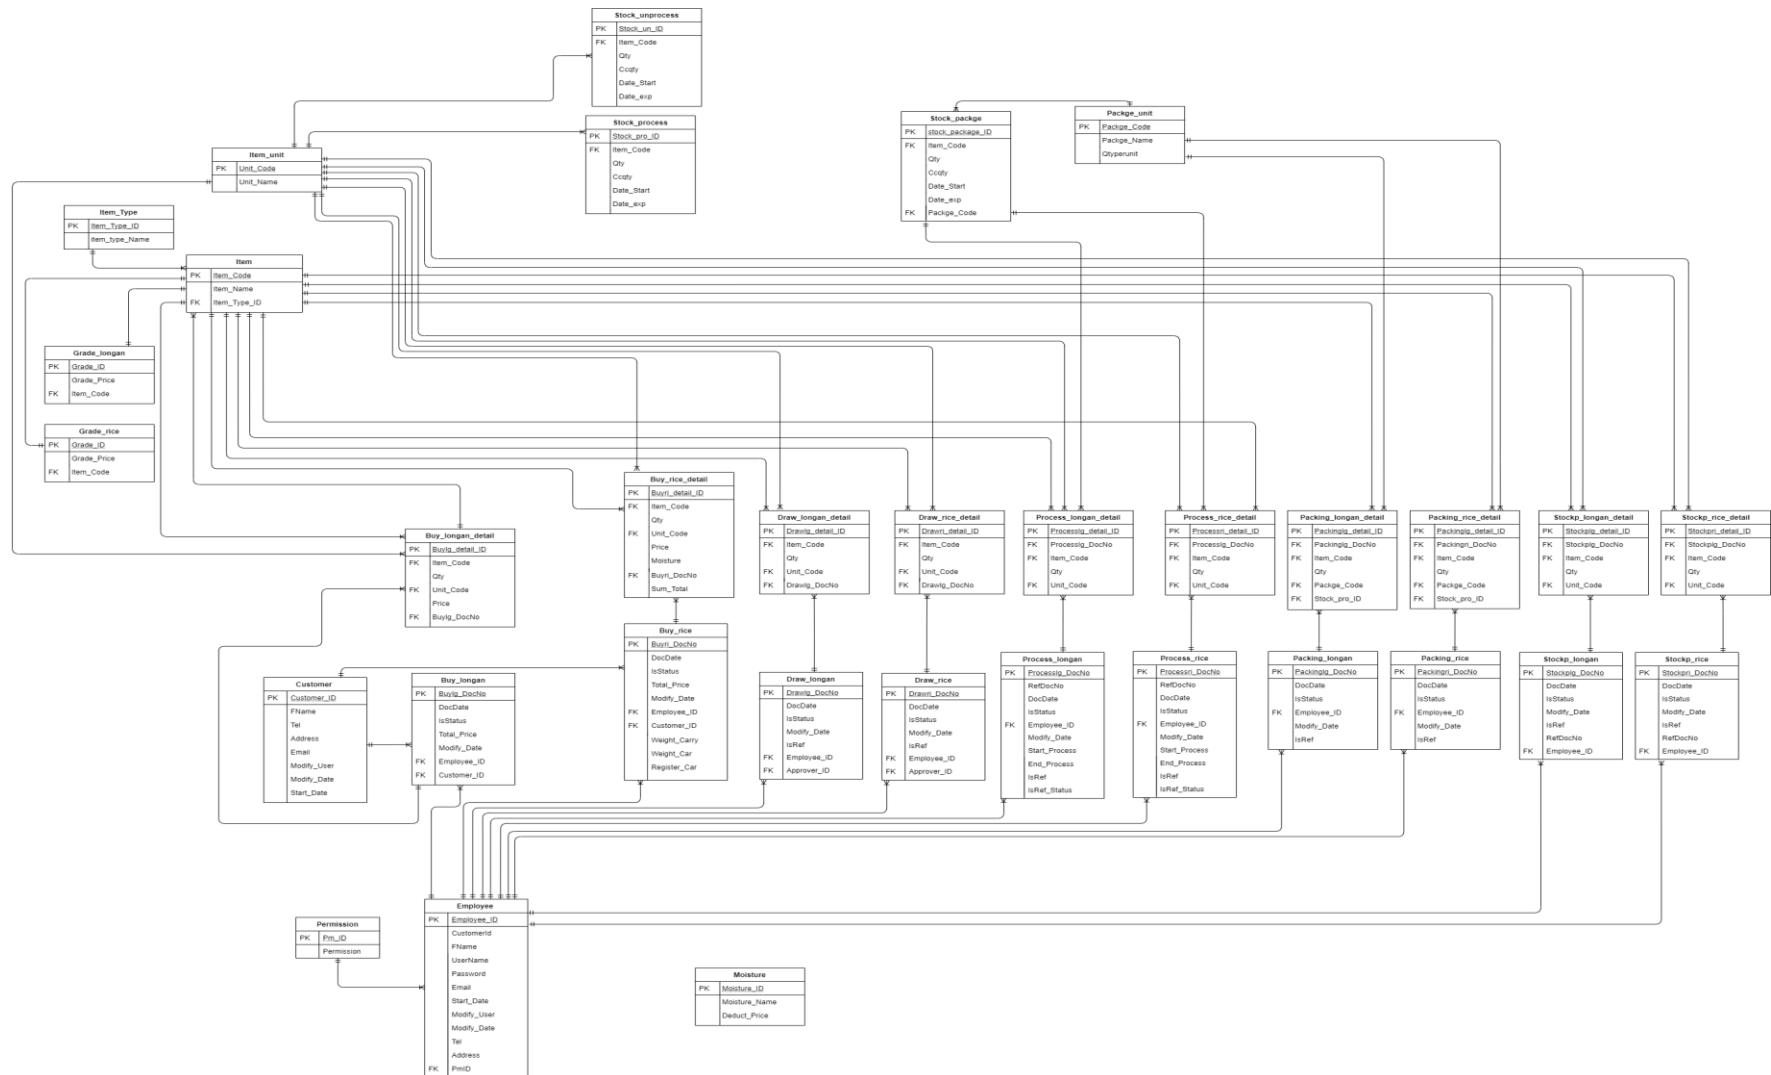 Stock_unprocess
PK Stock_un_ID
FK Item_Code
Qty
Ccqty
Date_Start
Date_exp
Stock_process
PK Stock_pro_ID
FK Item_Code
Qty
Ccqty
Date_Start
Date_exp
Stock_packge
PK stock_package_ID
FK Item_Code
Qty
Ccqty
Date_Start
Date_exp
FK Packge_Code
Packge_unit
PK Packge_Code
Packge_Name
Qtyperunit
Item_unit
PK Unit_Code
Unit_Name
Item_Type
PK Item_Type_ID
Item_type_Name
Item
PK Item_Code
Item_Name
FK Item_Type_ID
Grade_longan
PK Grade_ID
Grade_Price
FK Item_Code
Grade_rice
PK Grade_ID
Grade_Price
FK Item_Code
Buy_longan_detail
PK Buylg_detail_ID
FK Item_Code
Qty
FK Unit_Code
Price
FK Buylg_DocNo
Buy_rice_detail
PK Buyri_detail_ID
FK Item_Code
Qty
FK Unit_Code
Price
Moisture
FK Buyri_DocNo
Sum_Total
Draw_longan_detail
PK Drawlg_detail_ID
FK Item_Code
Qty
FK Unit_Code
FK Drawlg_DocNo
Draw_rice_detail
PK Drawri_detail_ID
FK Item_Code
Qty
FK Unit_Code
FK Drawlg_DocNo
Process_longan_detail
PK Processlg_detail_ID
FK Processlg_DocNo
FK Item_Code
Qty
FK Unit_Code
Process_rice_detail
PK Processri_detail_ID
FK Processlg_DocNo
FK Item_Code
Qty
FK Unit_Code
Packing_longan_detail
PK Packinglg_detail_ID
FK Packinglg_DocNo
FK Item_Code
Qty
FK Packge_Code
FK Stock_pro_ID
Packing_rice_detail
PK Packinglg_detail_ID
FK Packingri_DocNo
FK Item_Code
Qty
FK Packge_Code
FK Stock_pro_ID
Stockp_longan_detail
PK Stockplg_detail_ID
FK Stockplg_DocNo
FK Item_Code
Qty
FK Unit_Code
Stockp_rice_detail
PK Stockpri_detail_ID
FK Stockplg_DocNo
FK Item_Code
Qty
FK Unit_Code
Customer
PK Customer_ID
FName
Tel
Address
Email
Modify_User
Modify_Date
Start_Date
Buy_longan
PK Buylg_DocNo
DocDate
IsStatus
Total_Price
Modify_Date
FK Employee_ID
FK Customer_ID
Buy_rice
PK Buyri_DocNo
DocDate
IsStatus
Total_Price
Modify_Date
FK Employee_ID
FK Customer_ID
Weight_Carry
Weight_Car
Register_Car
Draw_longan
PK Drawlg_DocNo
DocDate
IsStatus
Modify_Date
IsRef
FK Employee_ID
FK Approver_ID
Draw_rice
PK Drawri_DocNo
DocDate
IsStatus
Modify_Date
IsRef
FK Employee_ID
FK Approver_ID
Process_longan
PK Processlg_DocNo
RefDocNo
DocDate
IsStatus
FK Employee_ID
Modify_Date
Start_Process
End_Process
IsRef
IsRef_Status
Process_rice
PK Processri_DocNo
RefDocNo
DocDate
IsStatus
FK Employee_ID
Modify_Date
Start_Process
End_Process
IsRef
IsRef_Status
Packing_longan
PK Packinglg_DocNo
DocDate
IsStatus
FK Employee_ID
Modify_Date
IsRef
Packing_rice
PK Packingri_DocNo
DocDate
IsStatus
FK Employee_ID
Modify_Date
IsRef
Stockp_longan
PK Stockplg_DocNo
DocDate
IsStatus
Modify_Date
IsRef
RefDocNo
FK Employee_ID
Stockp_rice
PK Stockpri_DocNo
DocDate
IsStatus
Modify_Date
IsRef
RefDocNo
FK Employee_ID
Permission
PK Pm_ID
Permission
Employee
PK Employee_ID
CustomerId
FName
UserName
Password
Email
Start_Date
Modify_User
Modify_Date
Tel
Address
FK PmID
Moisture
PK Moisture_ID
Moisture_Name
Deduct_Price